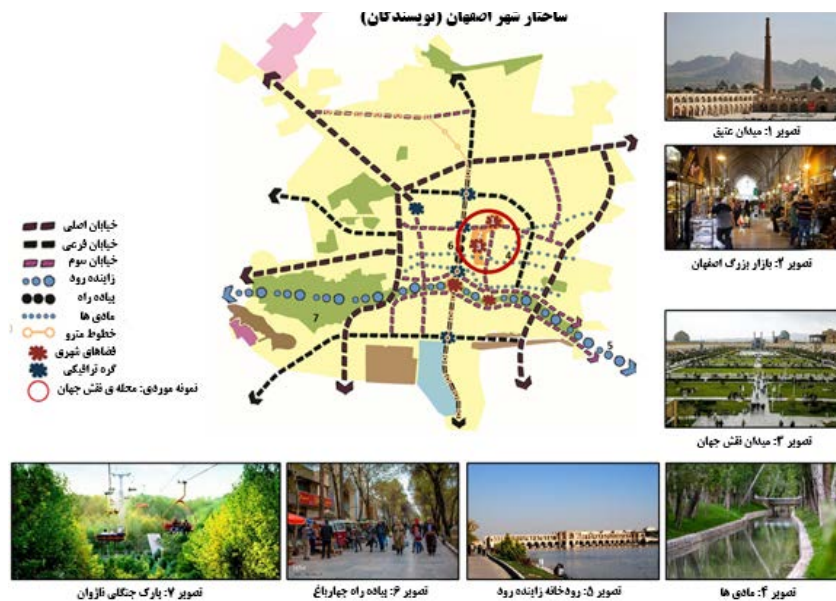 ساختار شهر اصفهان (نویسندگان)
تصویر ۱: میدان عتیق
تصویر ۲: بازار بزرگ اصفهان
خیابان اصلی
خیابان فرعی
خیابان سوم
زاینده رود
پیاده راه
مادی ها
خطوط مترو
فضاهای شهری
گره ترافیکی
نمونه موردی: محله ی نقش جهان
6
7
5
تصویر ۳: میدان نقش جهان
تصویر ۷: پارک جنگلی ناژوان
تصویر ۶: پیاده راه چهارباغ
تصویر ۵: رودخانه زاینده رود
تصویر ۴: مادی ها